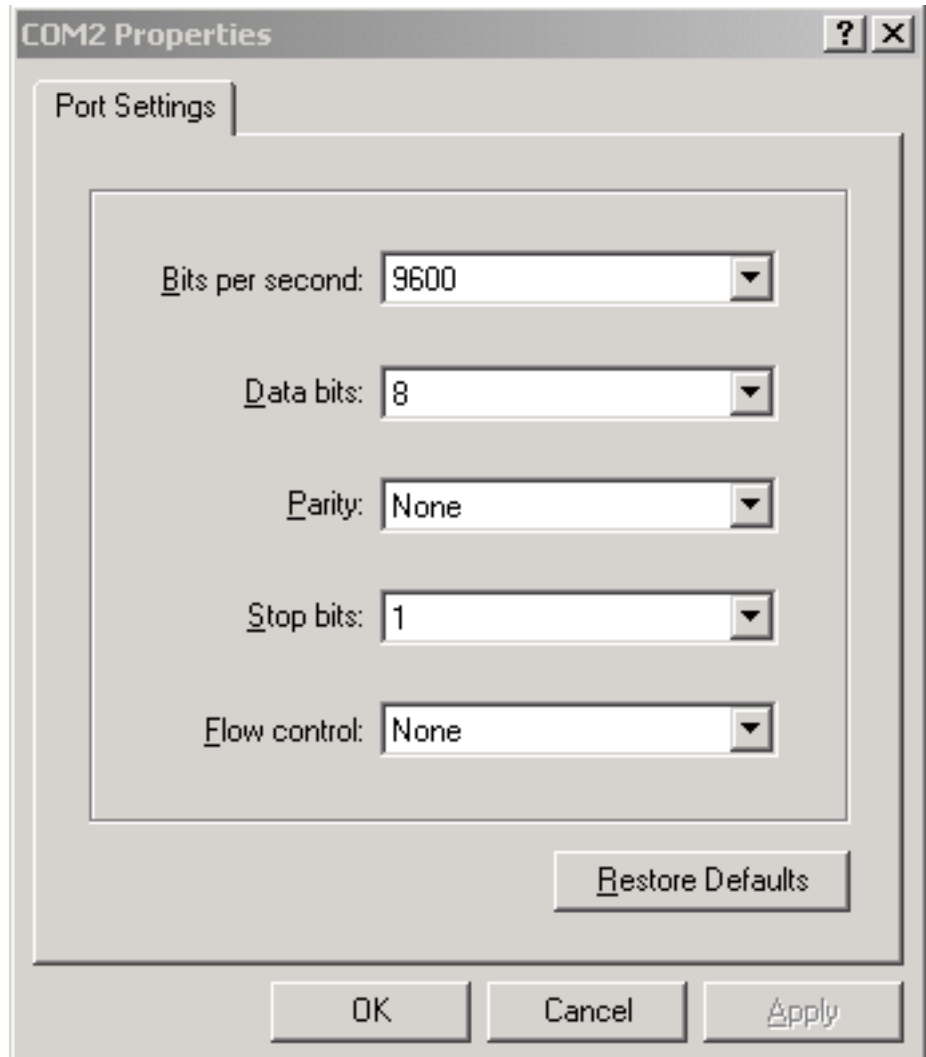 COM2 Properties
Port Settings
Bits per second: 9600
Data bits: 8
Parity: None
Stop bits: 1
Flow control: None
Restore Defaults
OK Cancel Apply